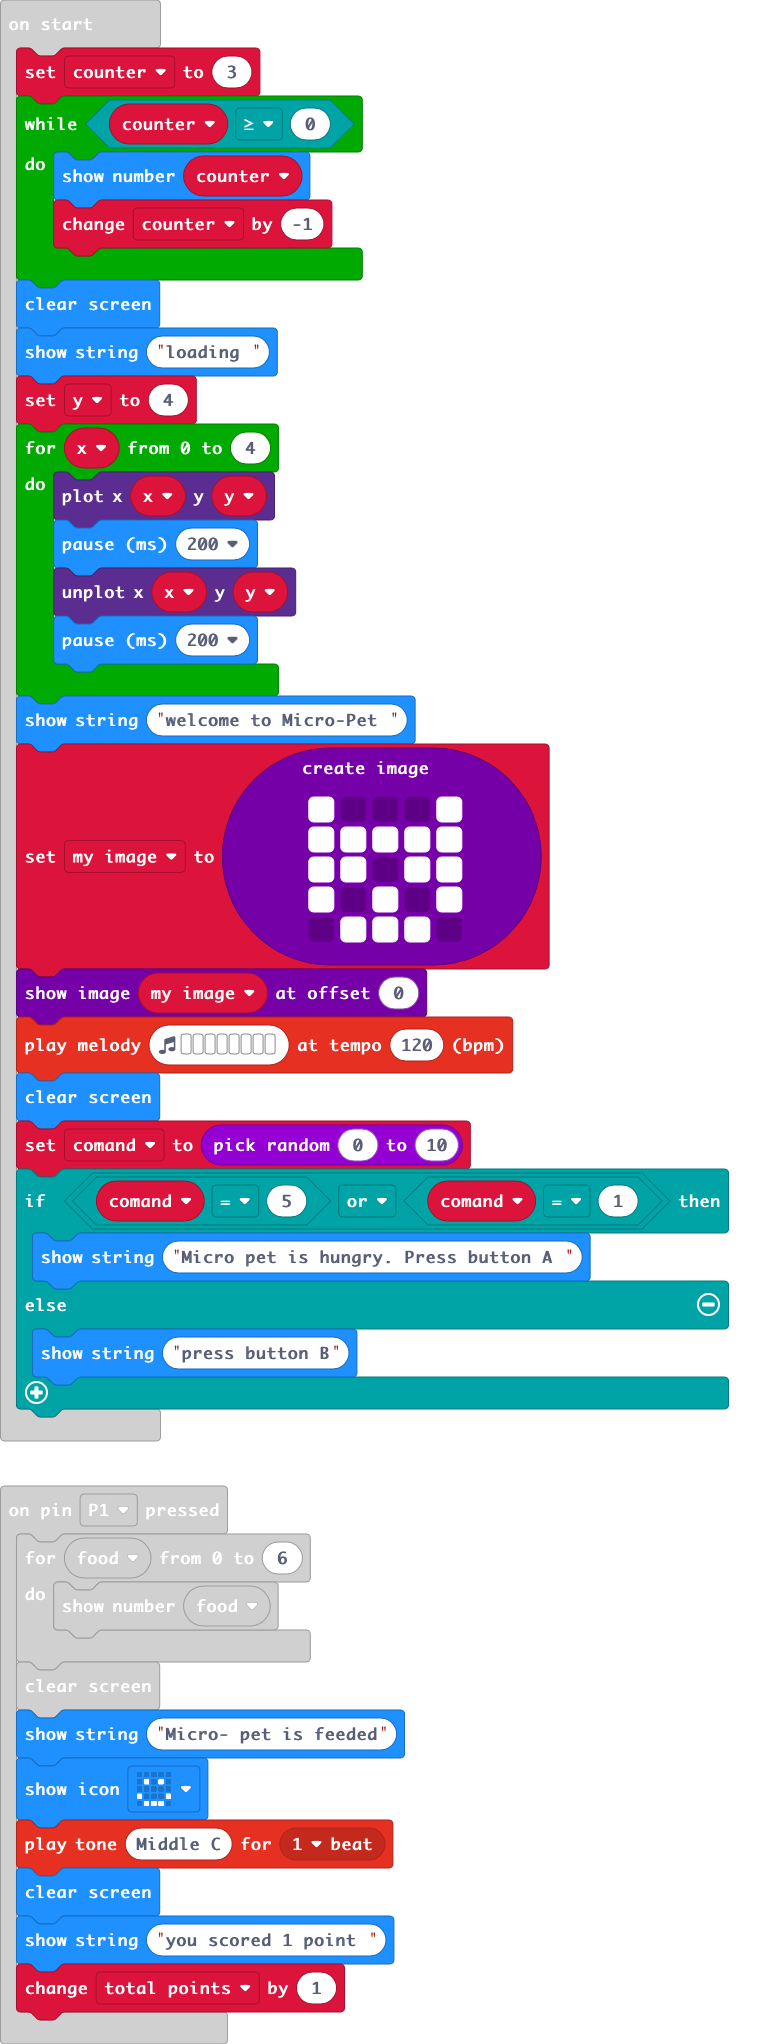 on start
set counter to 3
while counter ≥ 0
do
show number counter
change counter by -1
clear screen
show string "loading "
set y to 4
for x from 0 to 4
do
plot x x y y
pause (ms) 200
unplot x x y y
pause (ms) 200
show string "welcome to Micro-Pet "
create image
set my image to
show image my image at offset 0
play melody at tempo 120 (bpm)
clear screen
set comand to pick random 0 to 10
if comand = 5 or comand = 1 then
show string "Micro pet is hungry. Press button A "
else
show string "press button B"
on pin P1 pressed
for food from 0 to 6
do
show number food
clear screen
show string "Micro- pet is feeded"
show icon
play tone Middle C for 1 beat
clear screen
show string "you scored 1 point "
change total points by 1